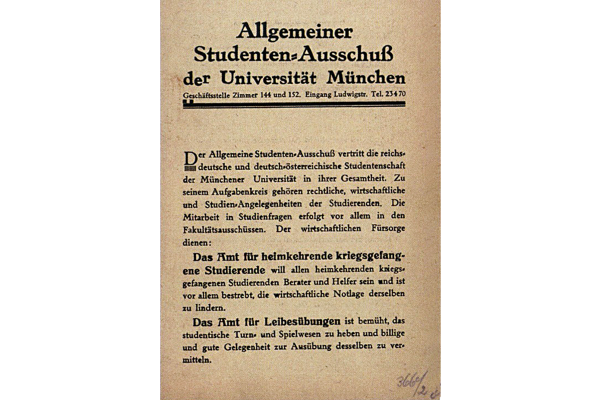 Allgemeiner
Studenten-Ausschuß
der Universität München
Geschäftsstelle Zimmer 144 und 152. Eingang Ludwigstr. Tel. 23470
Der Allgemeine Studenten-Ausschuß vertritt die reichs-
deutsche und deutsch-österreichische Studentenschaft
der Münchener Universität in ihrer Gesamtheit. Zu
seinem Aufgabenkreis gehören rechtliche, wirtschaftliche
und Studien-Angelegenheiten der Studierenden. Die
Mitarbeit in Studienfragen erfolgt vor allem in den
Fakultätsausschüssen. Der wirtschaftlichen Fürsorge
dienen:
Das Amt für heimkehrende kriegsgefang-
ene Studierende will allen heimkehrenden kriegs-
gefangenen Studierenden Berater und Helfer sein und ist
vor allem bestrebt, die wirtschaftliche Notlage derselben
zu lindern.
Das Amt für Leibesübungen ist bemüht, das
studentische Turn- und Spielwesen zu heben und billige
und gute Gelegenheit zur Ausübung desselben zu ver-
mitteln.